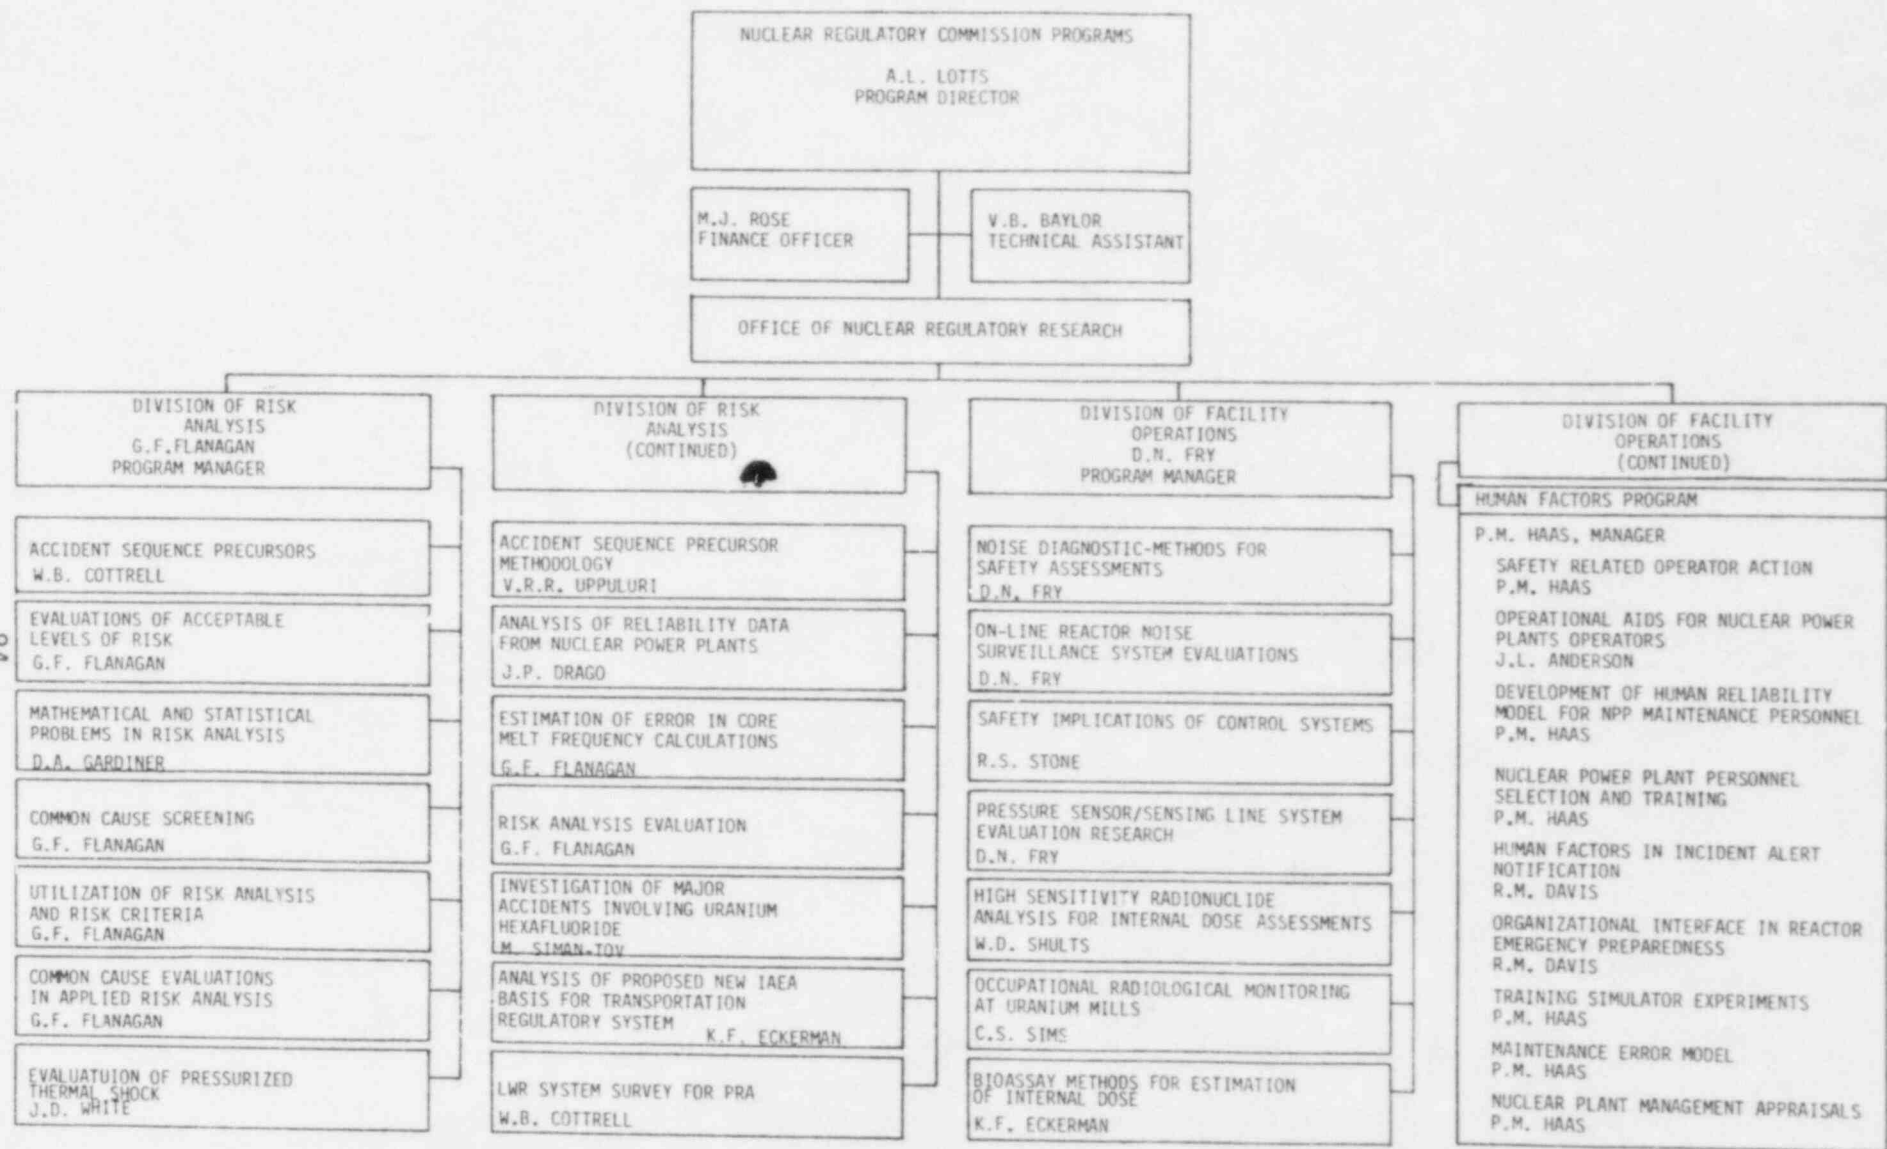 NUCLEAR REGULATORY COMMISSION PROGRAMS
A.L. LOTTS
PROGRAM DIRECTOR
M.J. ROSE
FINANCE OFFICER
V.B. BAYLOR
TECHNICAL ASSISTANT
OFFICE OF NUCLEAR REGULATORY RESEARCH
DIVISION OF RISK
ANALYSIS
G.F.FLANAGAN
PROGRAM MANAGER
ACCIDENT SEQUENCE PRECURSORS
W.B. COTTRELL
EVALUATIONS OF ACCEPTABLE
LEVELS OF RISK
G.F. FLANAGAN
MATHEMATICAL AND STATISTICAL
PROBLEMS IN RISK ANALYSIS
D.A. GARDINER
COMMON CAUSE SCREENING
G.F. FLANAGAN
UTILIZATION OF RISK ANALYSIS
AND RISK CRITERIA
G.F. FLANAGAN
COMMON CAUSE EVALUATIONS
IN APPLIED RISK ANALYSIS
G.F. FLANAGAN
EVALUATUION OF PRESSURIZED
THERMAL SHOCK
J.D. WHITE
DIVISION OF RISK
ANALYSIS
(CONTINUED)
ACCIDENT SEQUENCE PRECURSOR
METHODOLOGY
V.R.R. UPPULURI
ANALYSIS OF RELIABILITY DATA
FROM NUCLEAR POWER PLANTS
J.P. DRAGO
ESTIMATION OF ERROR IN CORE
MELT FREQUENCY CALCULATIONS
G.F. FLANAGAN
RISK ANALYSIS EVALUATION
G.F. FLANAGAN
INVESTIGATION OF MAJOR
ACCIDENTS INVOLVING URANIUM
HEXAFLUORIDE
M. SIMAN-TOV
ANALYSIS OF PROPOSED NEW IAEA
BASIS FOR TRANSPORTATION
REGULATORY SYSTEM
K.F. ECKERMAN
LWR SYSTEM SURVEY FOR PRA
W.B. COTTRELL
DIVISION OF FACILITY
OPERATIONS
D.N. FRY
PROGRAM MANAGER
NOISE DIAGNOSTIC-METHODS FOR
SAFETY ASSESSMENTS
D.N. FRY
ON-LINE REACTOR NOISE
SURVEILLANCE SYSTEM EVALUATIONS
D.N. FRY
SAFETY IMPLICATIONS OF CONTROL SYSTEMS
R.S. STONE
PRESSURE SENSOR/SENSING LINE SYSTEM
EVALUATION RESEARCH
D.N. FRY
HIGH SENSITIVITY RADIONUCLIDE
ANALYSIS FOR INTERNAL DOSE ASSESSMENTS
W.D. SHULTS
OCCUPATIONAL RADIOLOGICAL MONITORING
AT URANIUM MILLS
C.S. SIMS
BIOASSAY METHODS FOR ESTIMATION
OF INTERNAL DOSE
K.F. ECKERMAN
DIVISION OF FACILITY
OPERATIONS
(CONTINUED)
HUMAN FACTORS PROGRAM
P.M. HAAS, MANAGER
SAFETY RELATED OPERATOR ACTION
P.M. HAAS
OPERATIONAL AIDS FOR NUCLEAR POWER
PLANTS OPERATORS
J.L. ANDERSON
DEVELOPMENT OF HUMAN RELIABILITY
MODEL FOR NPP MAINTENANCE PERSONNEL
P.M. HAAS
NUCLEAR POWER PLANT PERSONNEL
SELECTION AND TRAINING
P.M. HAAS
HUMAN FACTORS IN INCIDENT ALERT
NOTIFICATION
R.M. DAVIS
ORGANIZATIONAL INTERFACE IN REACTOR
EMERGENCY PREPAREDNESS
R.M. DAVIS
TRAINING SIMULATOR EXPERIMENTS
P.M. HAAS
MAINTENANCE ERROR MODEL
P.M. HAAS
NUCLEAR PLANT MANAGEMENT APPRAISALS
P.M. HAAS